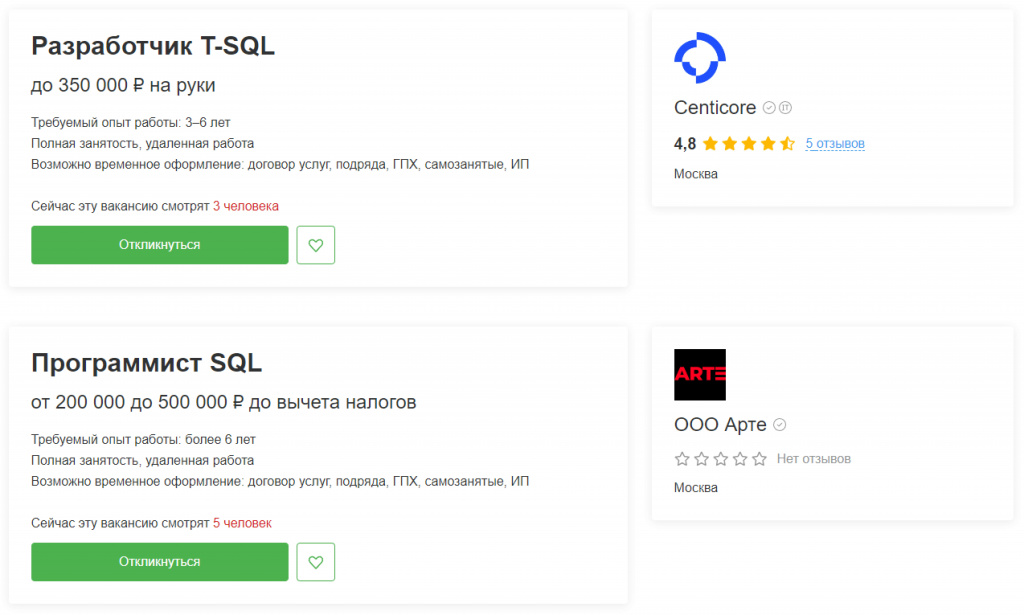 Разработчик T-SQL
до 350 000 ₽ на руки
Требуемый опыт работы: 3–6 лет
Полная занятость, удаленная работа
Возможно временное оформление: договор услуг, подряда, ГПХ, самозанятые, ИП
Сейчас эту вакансию смотрят 3 человека
Откликнуться
Centicore IT
4,8 5 отзывов
Москва
Программист SQL
от 200 000 до 500 000 ₽ до вычета налогов
Требуемый опыт работы: более 6 лет
Полная занятость, удаленная работа
Возможно временное оформление: договор услуг, подряда, ГПХ, самозанятые, ИП
Сейчас эту вакансию смотрят 5 человек
Откликнуться
ARTE
ООО Арте
Нет отзывов
Москва